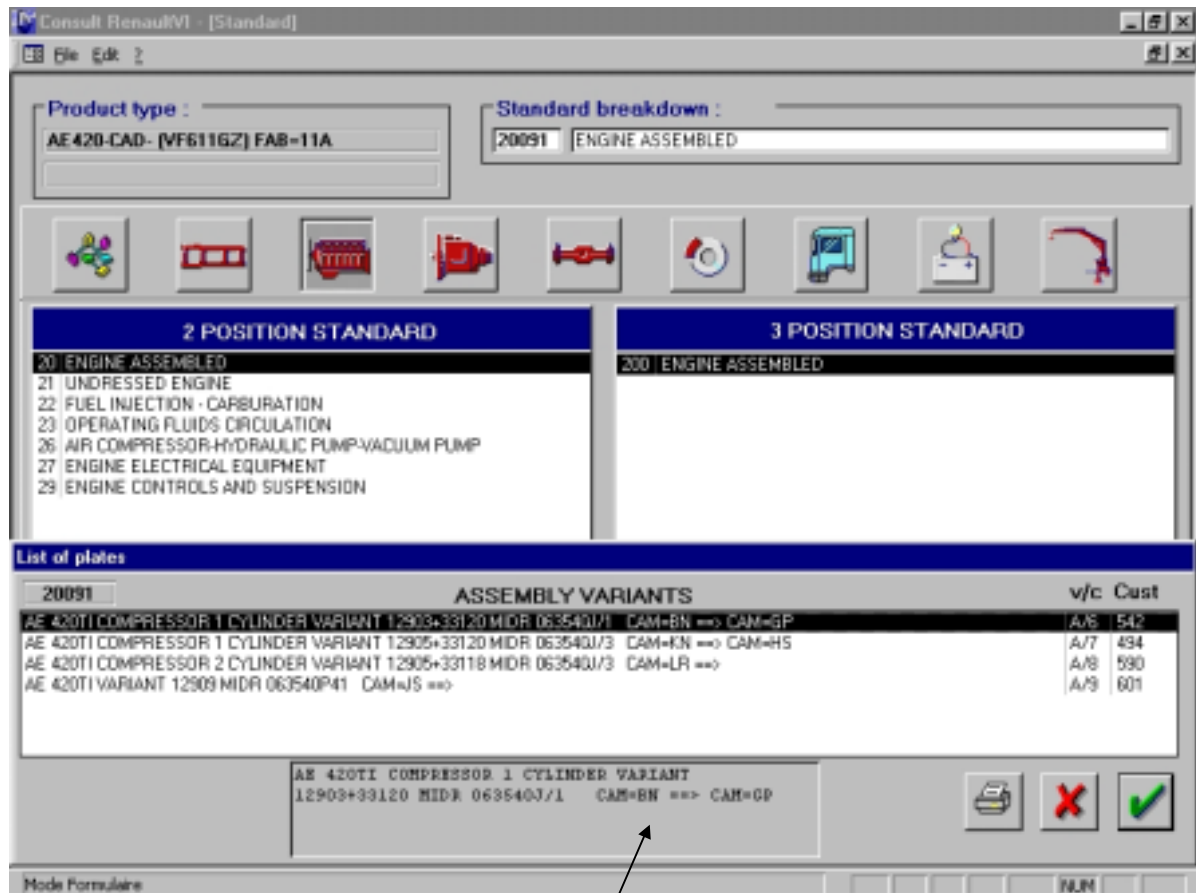 Consult RenaultVI - [Standard]
File Edit ?
Product type :
Standard breakdown :
AE420-CAD- (VF611GZ) FAB=11A
20091 ENGINE ASSEMBLED
2 POSITION STANDARD
3 POSITION STANDARD
20 ENGINE ASSEMBLED
200 ENGINE ASSEMBLED
21 UNDRESSED ENGINE
22 FUEL INJECTION - CARBURATION
23 OPERATING FLUIDS CIRCULATION
26 AIR COMPRESSOR-HYDRAULIC PUMP-VACUUM PUMP
27 ENGINE ELECTRICAL EQUIPMENT
29 ENGINE CONTROLS AND SUSPENSION
List of plates
20091 ASSEMBLY VARIANTS v/c Cust
AE 420TI COMPRESSOR 1 CYLINDER VARIANT 12903+33120 MIDR 063540J/1 CAM=BN ==> CAM=GP A/6 542
AE 420TI COMPRESSOR 1 CYLINDER VARIANT 12905+33120 MIDR 063540J/3 CAM=KN ==> CAM=HS A/7 494
AE 420TI COMPRESSOR 2 CYLINDER VARIANT 12905+33118 MIDR 063540J/3 CAM=LR ==> A/8 590
AE 420TI VARIANT 12909 MIDR 063540P41 CAM=JS ==> A/9 601
AE 420TI COMPRESSOR 1 CYLINDER VARIANT
12903+33120 MIDR 063540J/1 CAM=BN ==> CAM=GP
Mode Formulaire
NUM